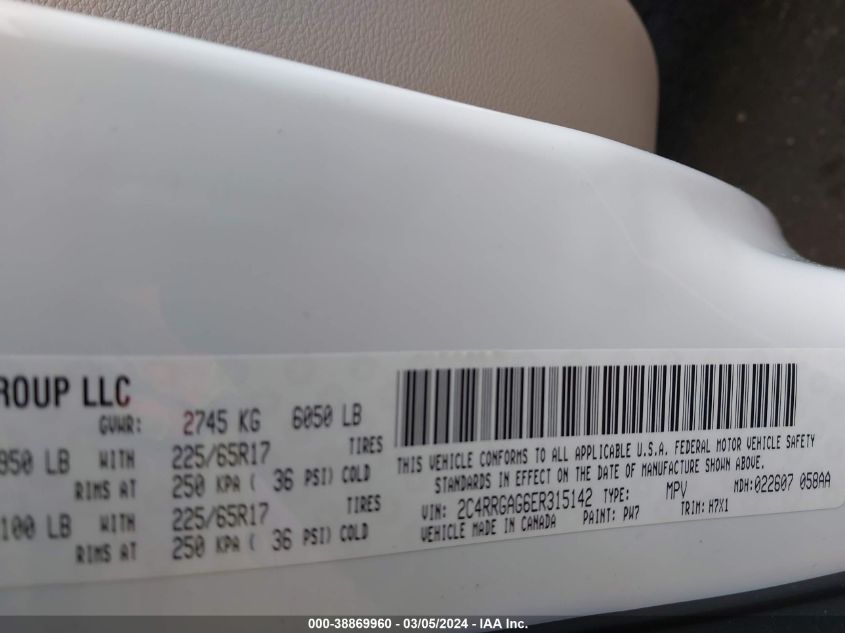 ROUP LLC
GVWR: 2745 KG 6050 LB
950 LB WITH 225/65R17 TIRES
RIMS AT 250 KPA ( 36 PSI) COLD
100 LB WITH 225/65R17 TIRES
RIMS AT 250 KPA ( 36 PSI) COLD
THIS VEHICLE CONFORMS TO ALL APPLICABLE U.S.A. FEDERAL MOTOR VEHICLE SAFETY
STANDARDS IN EFFECT ON THE DATE OF MANUFACTURE SHOWN ABOVE.
VIN: 2C4RRGAG6ER315142 TYPE: MPV MDH:022607 058AA
VEHICLE MADE IN CANADA PAINT: PW7 TRIM: H7X1
000-38869960 - 03/05/2024 - IAA Inc.